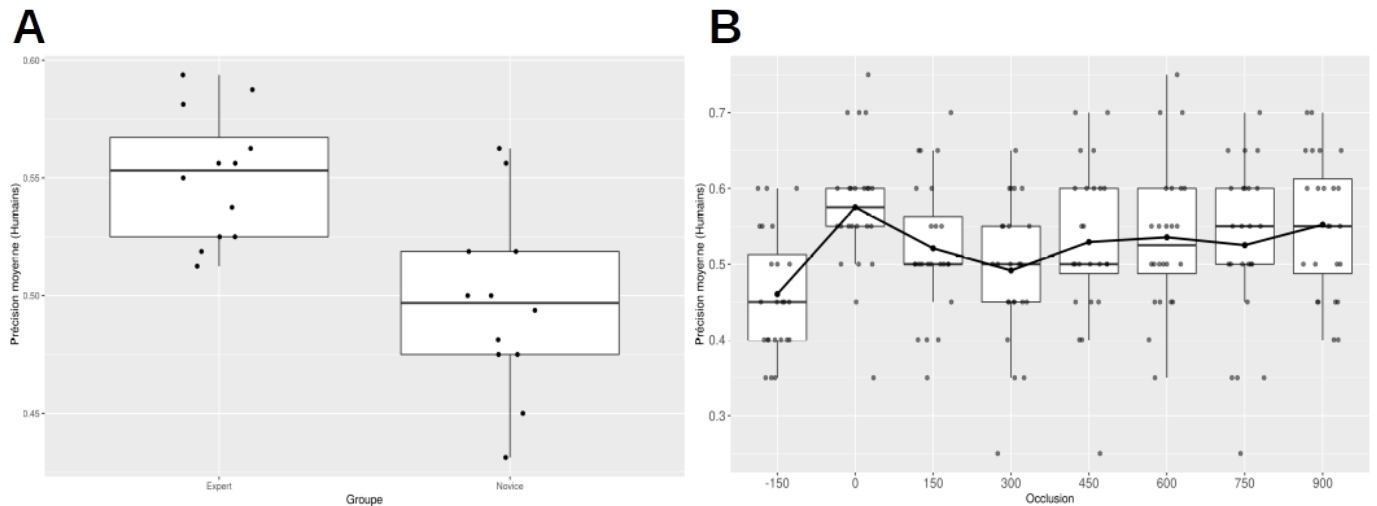 A
Précision moyenne (Humains)
0.60
0.55
0.50
0.45
Expert
Novice
Groupe
B
Précision moyenne (Humains)
0.7
0.6
0.5
0.4
0.3
-150
0
150
300
450
600
750
900
Occlusion